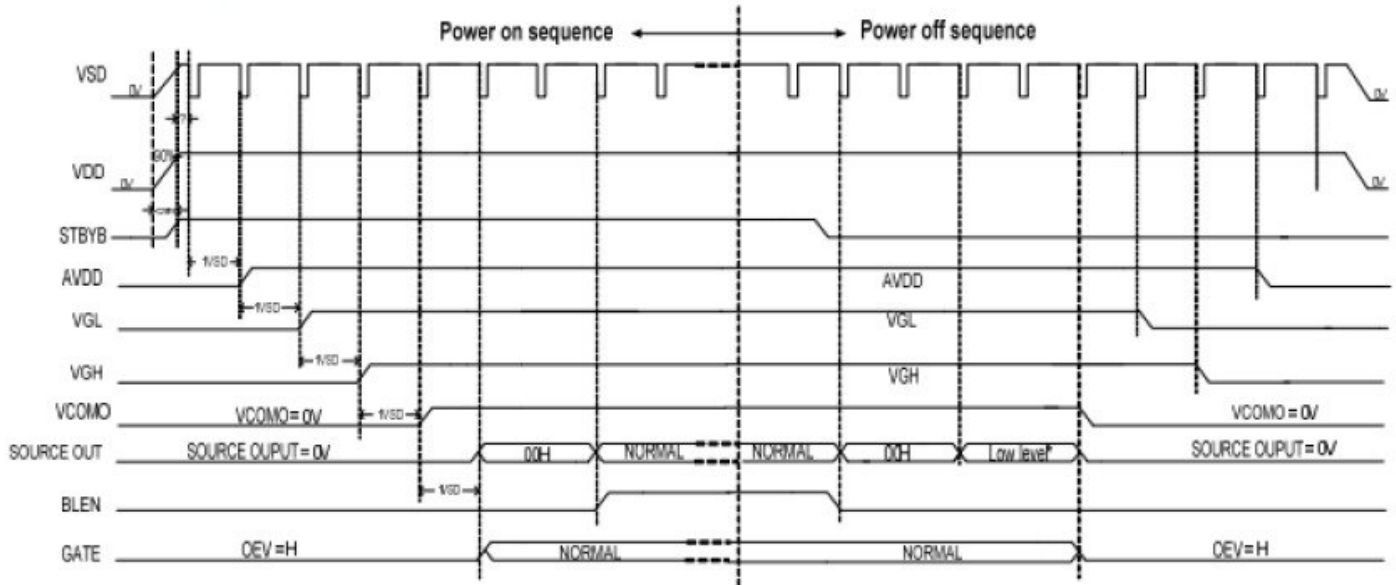 Power on sequence Power off sequence
VSD 0V 0V
VDD 0V 90% 0V
STBYB
1VSD
AVDD AVDD
1VSD
VGL VGL
1VSD
VGH VGH
VCOMO VCOMO = 0V 1VSD VCOMO = 0V
SOURCE OUT SOURCE OUPUT = 0V 00H NORMAL NORMAL 00H Low level* SOURCE OUPUT = 0V
1VSD
BLEN
GATE OEV = H NORMAL NORMAL OEV = H